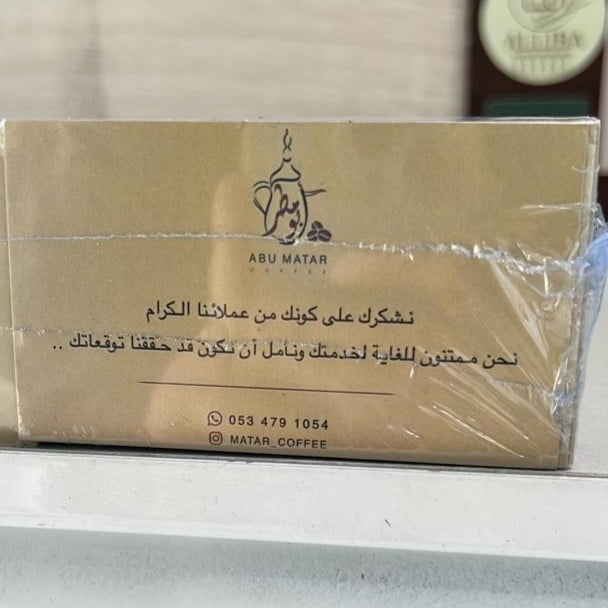 ALTIHA
أبو مطر
ABU MATAR
COFFEE
نشكرك على كونك من عملائنا الكرام
نحن ممتنون للغاية لخدمتك ونأمل أن نكون قد حققنا توقعاتك ..
053 479 1054
MATAR_COFFEE